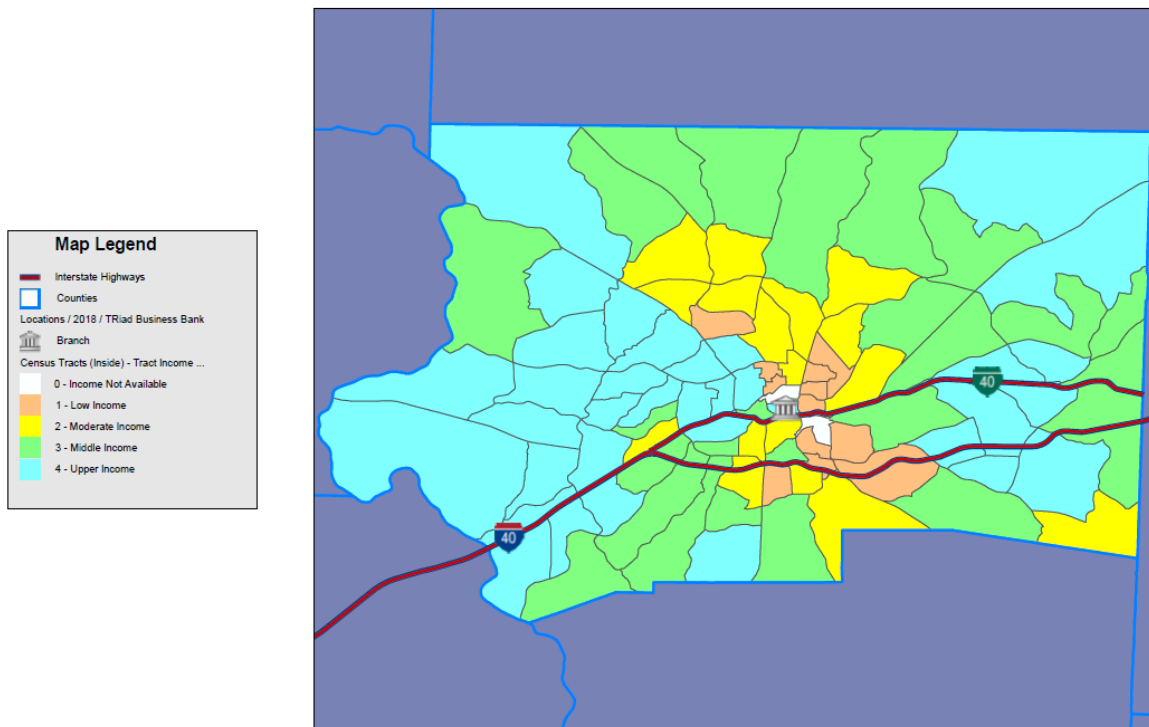 Map Legend
Interstate Highways
Counties
Locations / 2018 / TRiad Business Bank
Branch
Census Tracts (Inside) - Tract Income ...
0 - Income Not Available
1 - Low Income
2 - Moderate Income
3 - Middle Income
4 - Upper Income
40
40